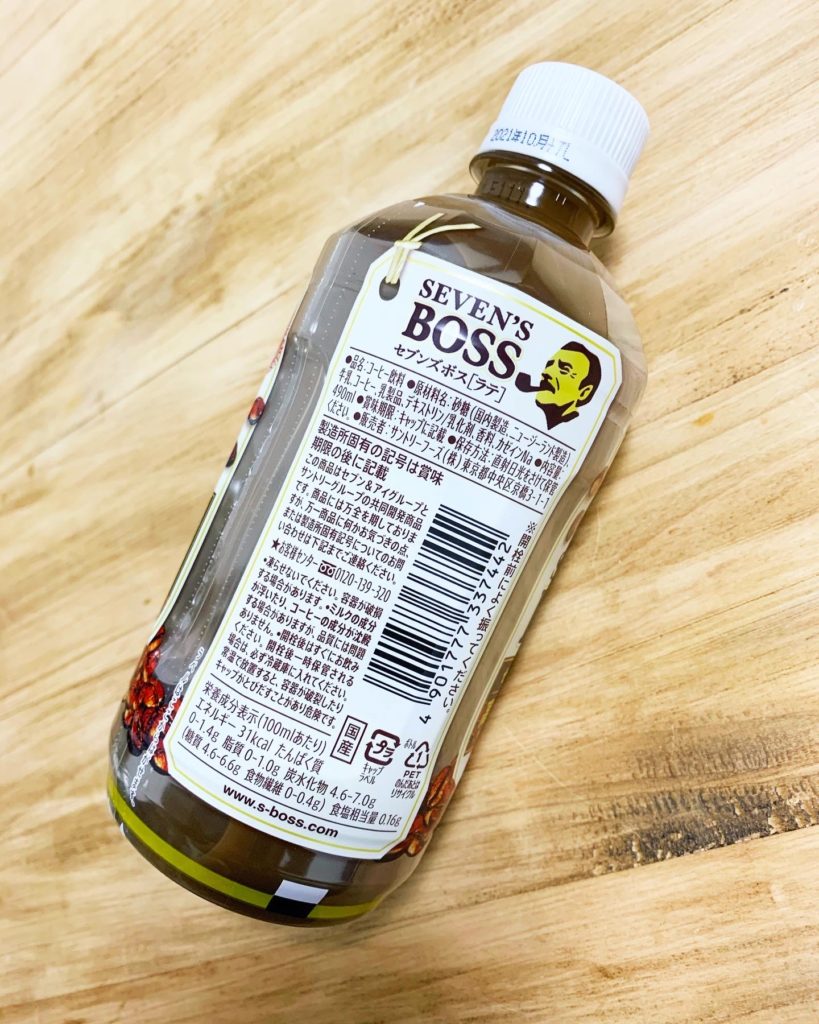 2021年10月
SEVEN'S
BOSS
セブンズボス[ラテ]
●品名:コーヒー飲料 ●原材料名:砂糖(国内製造、ニュージーランド製造)、
牛乳、コーヒー、乳製品、デキストリン/乳化剤、香料、カゼインNa ●内容量:
490ml ●賞味期限:キャップに記載 ●保存方法:直射日光をさけて保管
ください。●販売者:サントリーフーズ(株)東京都中央区京橋3-1-1
製造所固有の記号は賞味
期限の後に記載
この商品はセブン&アイグループと
サントリーグループの共同開発商品
です。商品には万全を期しておりま
すが、万一商品に何かお気づきの点、
または製造所固有記号についてのお問
い合わせは下記までご連絡ください。
★お客様センター 0120-139-320
•凍らせないでください。容器が破損
する場合があります。•ミルクの成分
が浮いたり、コーヒーの成分が沈殿
する場合がありますが、品質には問題
ありません。•開栓後はすぐにお飲み
ください。開栓後一時保管される
場合は、必ず冷蔵庫に入れてください。
常温で放置すると、容器が破裂したり
キャップがとびだすことがあり危険です。
※開栓前によく振ってください。
4 901777 337442
栄養成分表示(100mlあたり)
エネルギー 31kcal たんぱく質
0-1.4g 脂質 0-1.0g 炭水化物 4.6-7.0g
(糖質 4.6-6.6g 食物繊維 0-0.4g) 食塩相当量 0.16g
国産
プラ
キャップ
ラベル
ボトル
1
PET
のんだあとは
リサイクル
www.s-boss.com